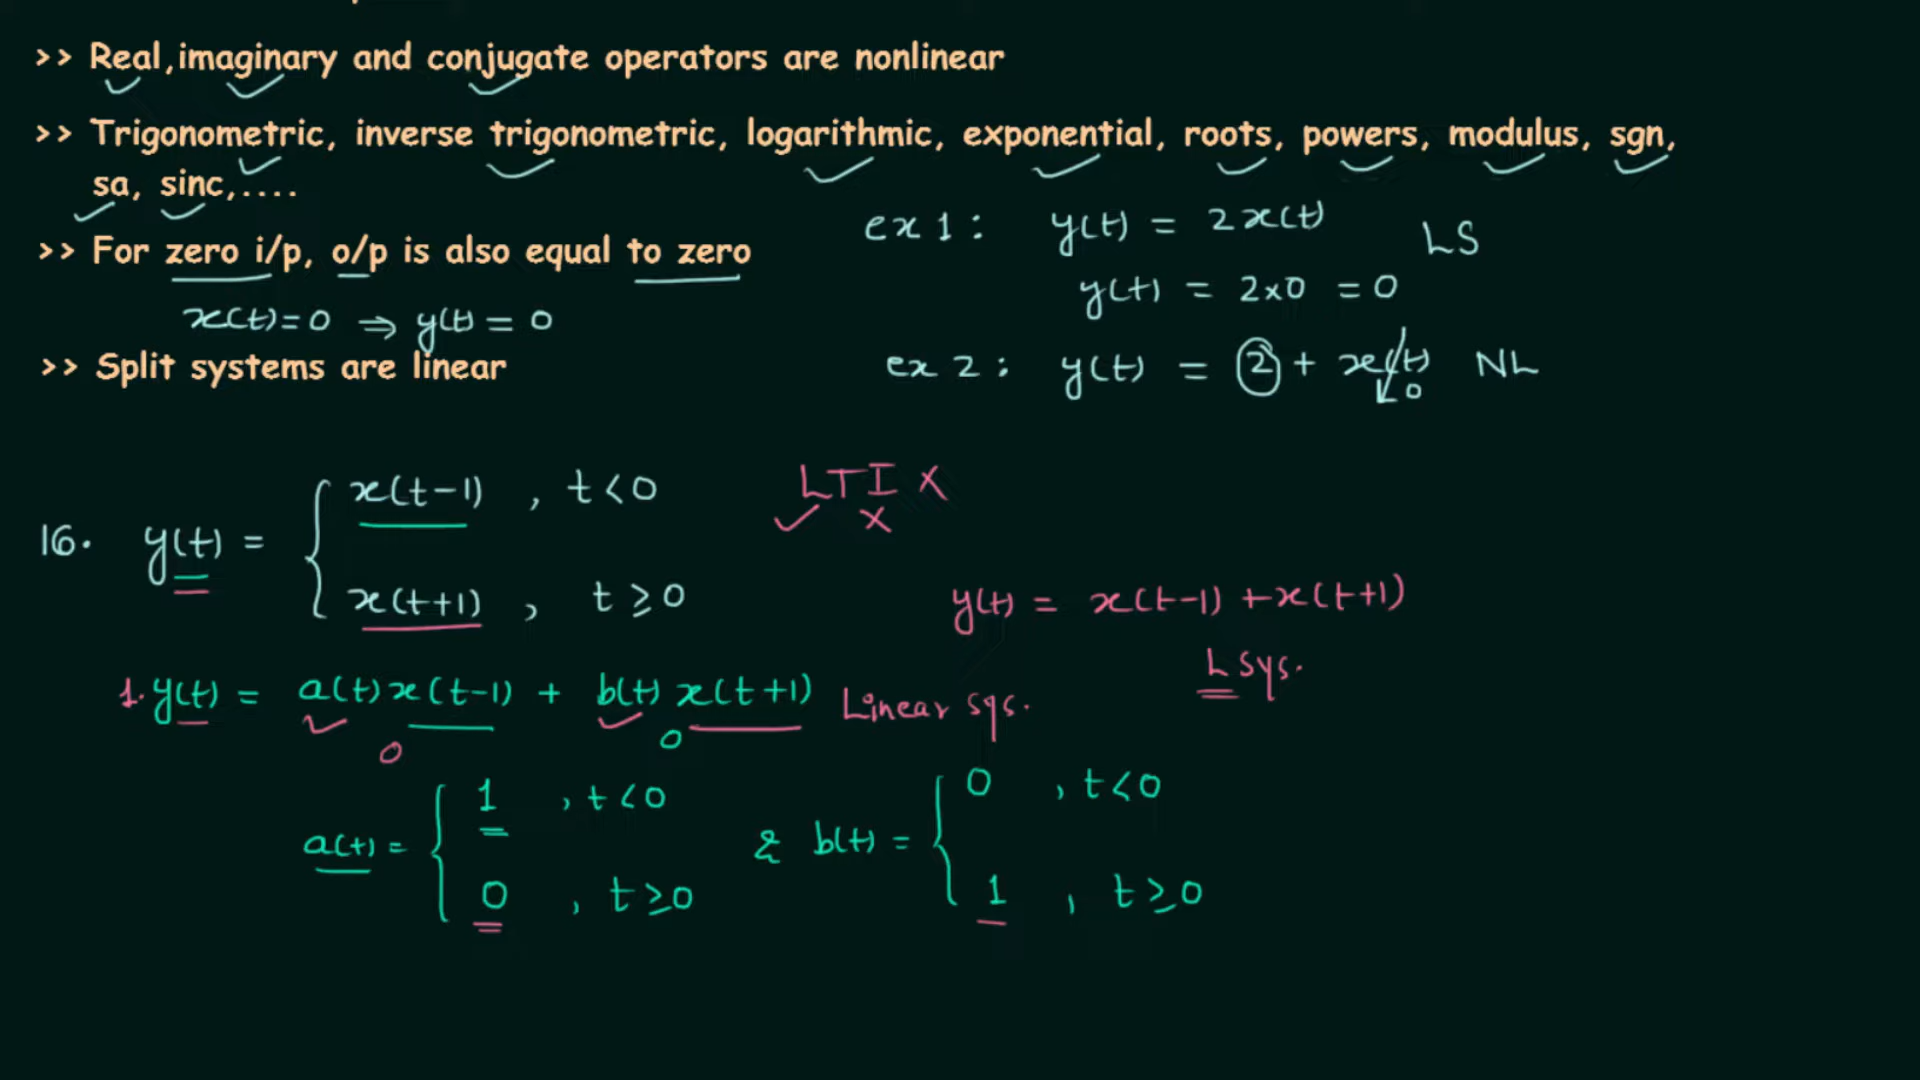 >> Real,imaginary and conjugate operators are nonlinear
>> Trigonometric, inverse trigonometric, logarithmic, exponential, roots, powers, modulus, sgn,
sa, sinc,....
ex 1 : y(t) = 2x(t) LS
>> For zero i/p, o/p is also equal to zero
y(t) = 2×0 = 0
x(t)=0 ⇒ y(t) = 0
>> Split systems are linear
ex 2 : y(t) = 2 + x(t) NL
0
x(t-1) , t<0
LTI X
✓ X
16. y(t) = {
x(t+1) , t ≥ 0
y(t) = x(t-1) + x(t+1)
L sys.
1. y(t) = a(t)x(t-1) + b(t)x(t+1) Linear sys.
0 0
a(t) = { 1 , t<0
0 , t≥0
& b(t) = { 0 , t<0
1 , t≥0